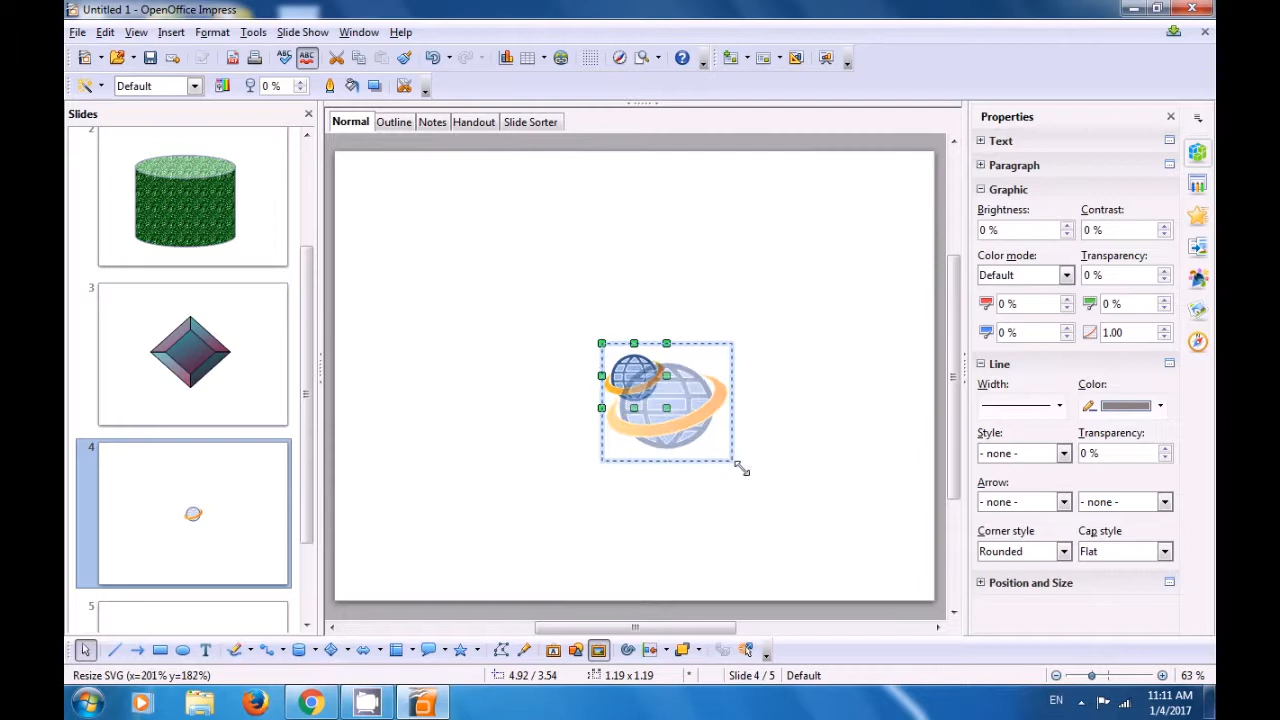 Untitled 1 - OpenOffice Impress
File Edit View Insert Format Tools Slide Show Window Help
ABC ABC
Default 0 %
Slides
Normal Outline Notes Handout Slide Sorter
Properties
2
3
4
5
Text
Paragraph
Graphic
Brightness: Contrast:
0 % 0 %
Color mode: Transparency:
Default 0 %
0 % 0 %
0 % 1.00
Line
Width: Color:
Style: Transparency:
- none - 0 %
Arrow:
- none - - none -
Corner style Cap style
Rounded Flat
Position and Size
T
Resize SVG (x=201% y=182%) 4.92 / 3.54 1.19 x 1.19 * Slide 4 / 5 Default 63 %
EN 11:11 AM
1/4/2017